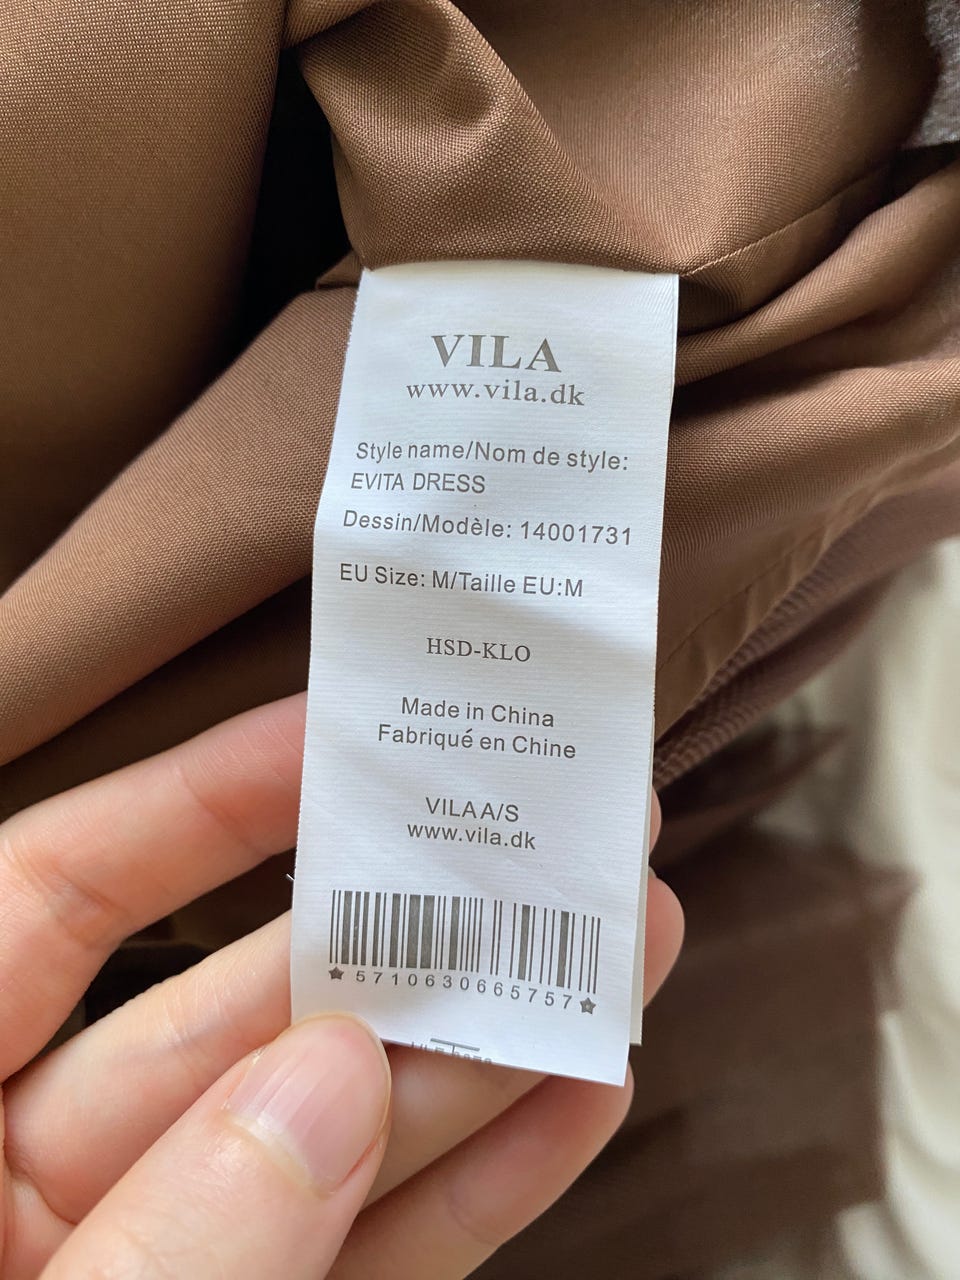 VILA
www.vila.dk
Style name/Nom de style:
EVITA DRESS
Dessin/Modèle: 14001731
EU Size: M/Taille EU:M
HSD-KLO
Made in China
Fabriqué en Chine
VILA A/S
www.vila.dk
5710630665757